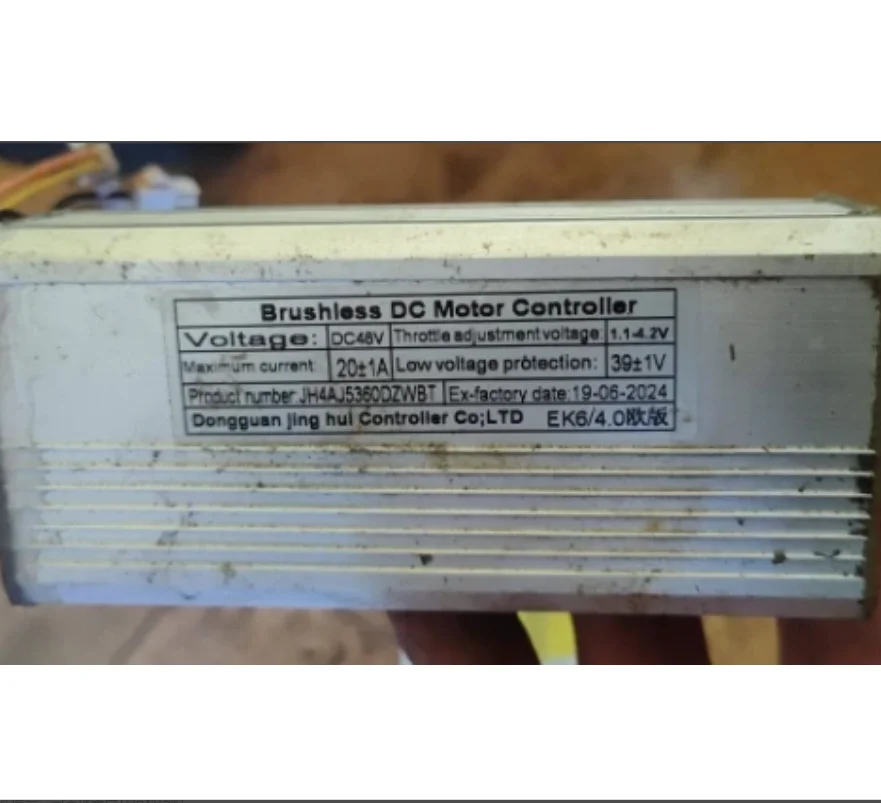 Brushless DC Motor Controller
Voltage: DC48V Throttle adjustment voltage: 1.1-4.2V
Maximum current: 20±1A Low voltage protection: 39±1V
Product number:JH4AJ5360DZWBT Ex-factory date:19-06-2024
Dongguan jing hui Controller Co;LTD EK6/4.0欧版